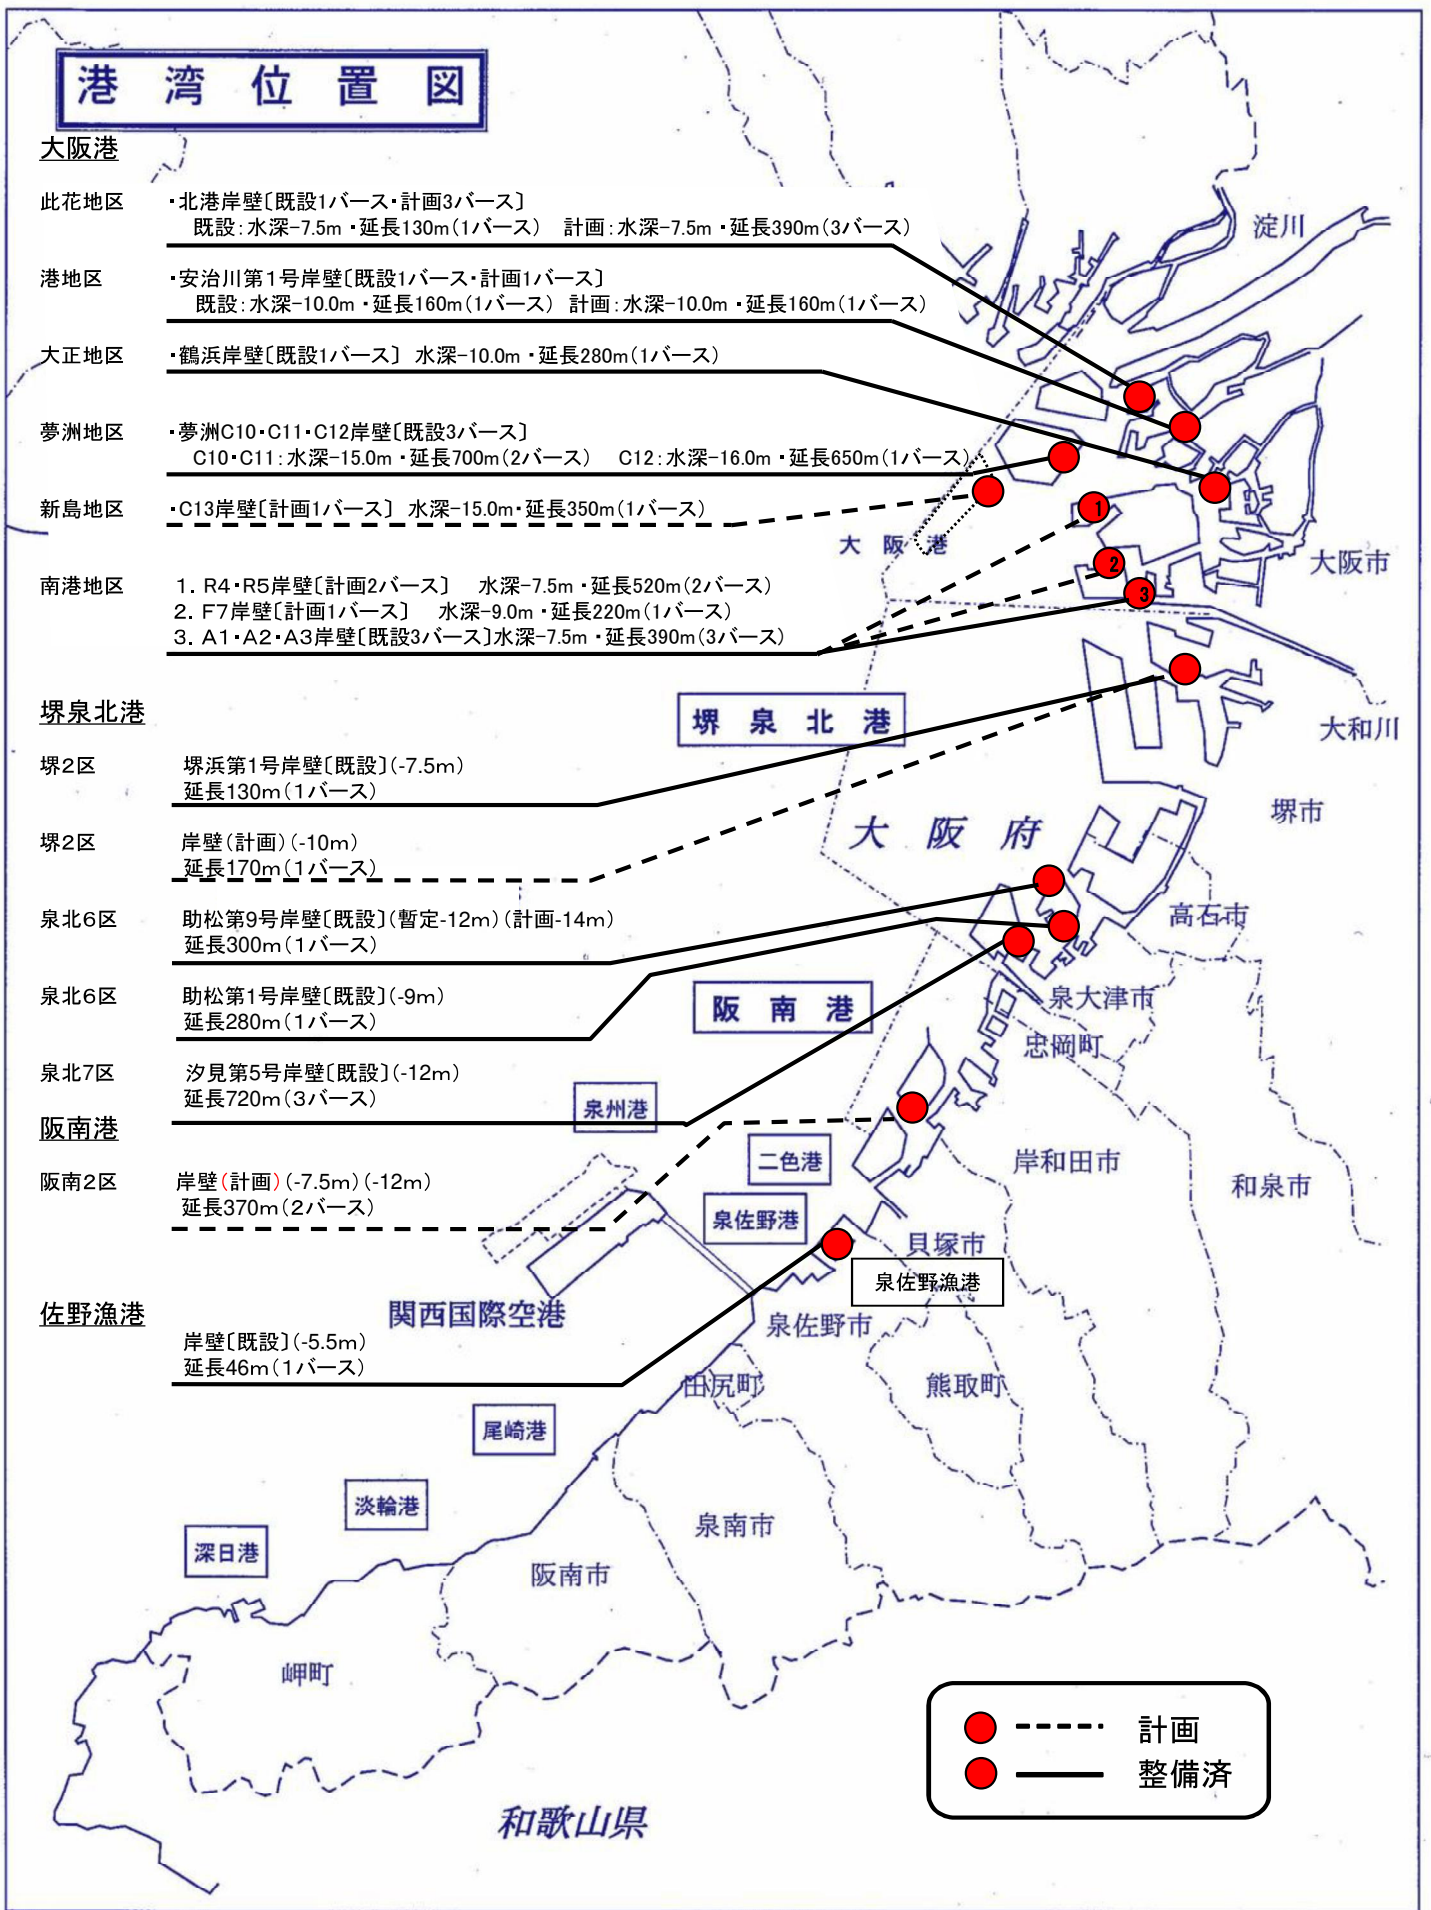 港湾位置図
大阪港
此花地区 ・北港岸壁〔既設1バース・計画3バース〕
既設：水深-7.5m・延長130m(1バース) 計画：水深-7.5m・延長390m(3バース)
港地区 ・安治川第1号岸壁〔既設1バース・計画1バース〕
既設：水深-10.0m・延長160m(1バース) 計画：水深-10.0m・延長160m(1バース)
大正地区 ・鶴浜岸壁〔既設1バース〕 水深-10.0m・延長280m(1バース)
夢洲地区 ・夢洲C10・C11・C12岸壁〔既設3バース〕
C10・C11：水深-15.0m・延長700m(2バース) C12：水深-16.0m・延長650m(1バース)
新島地区 ・C13岸壁〔計画1バース〕 水深-15.0m・延長350m(1バース)
南港地区 1. R4・R5岸壁〔計画2バース〕 水深-7.5m・延長520m(2バース)
2. F7岸壁〔計画1バース〕 水深-9.0m・延長220m(1バース)
3. A1・A2・A3岸壁〔既設3バース〕水深-7.5m・延長390m(3バース)
堺泉北港
堺2区 堺浜第1号岸壁〔既設〕(-7.5m)
延長130m(1バース)
堺2区 岸壁(計画)(-10m)
延長170m(1バース)
泉北6区 助松第9号岸壁〔既設〕(暫定-12m)(計画-14m)
延長300m(1バース)
泉北6区 助松第1号岸壁〔既設〕(-9m)
延長280m(1バース)
泉北7区 汐見第5号岸壁〔既設〕(-12m)
延長720m(3バース)
阪南港
阪南2区 岸壁(計画)(-7.5m)(-12m)
延長370m(2バース)
佐野漁港
岸壁〔既設〕(-5.5m)
延長46m(1バース)
淀川
1
2
3
大阪港
大阪市
堺泉北港
大和川
堺市
大阪府
高石市
阪南港
泉大津市
忠岡町
泉州港
二色港
岸和田市
和泉市
泉佐野港
貝塚市
泉佐野漁港
関西国際空港
泉佐野市
田尻町
熊取町
尾崎港
淡輪港
泉南市
深日港
阪南市
岬町
和歌山県
計画
整備済